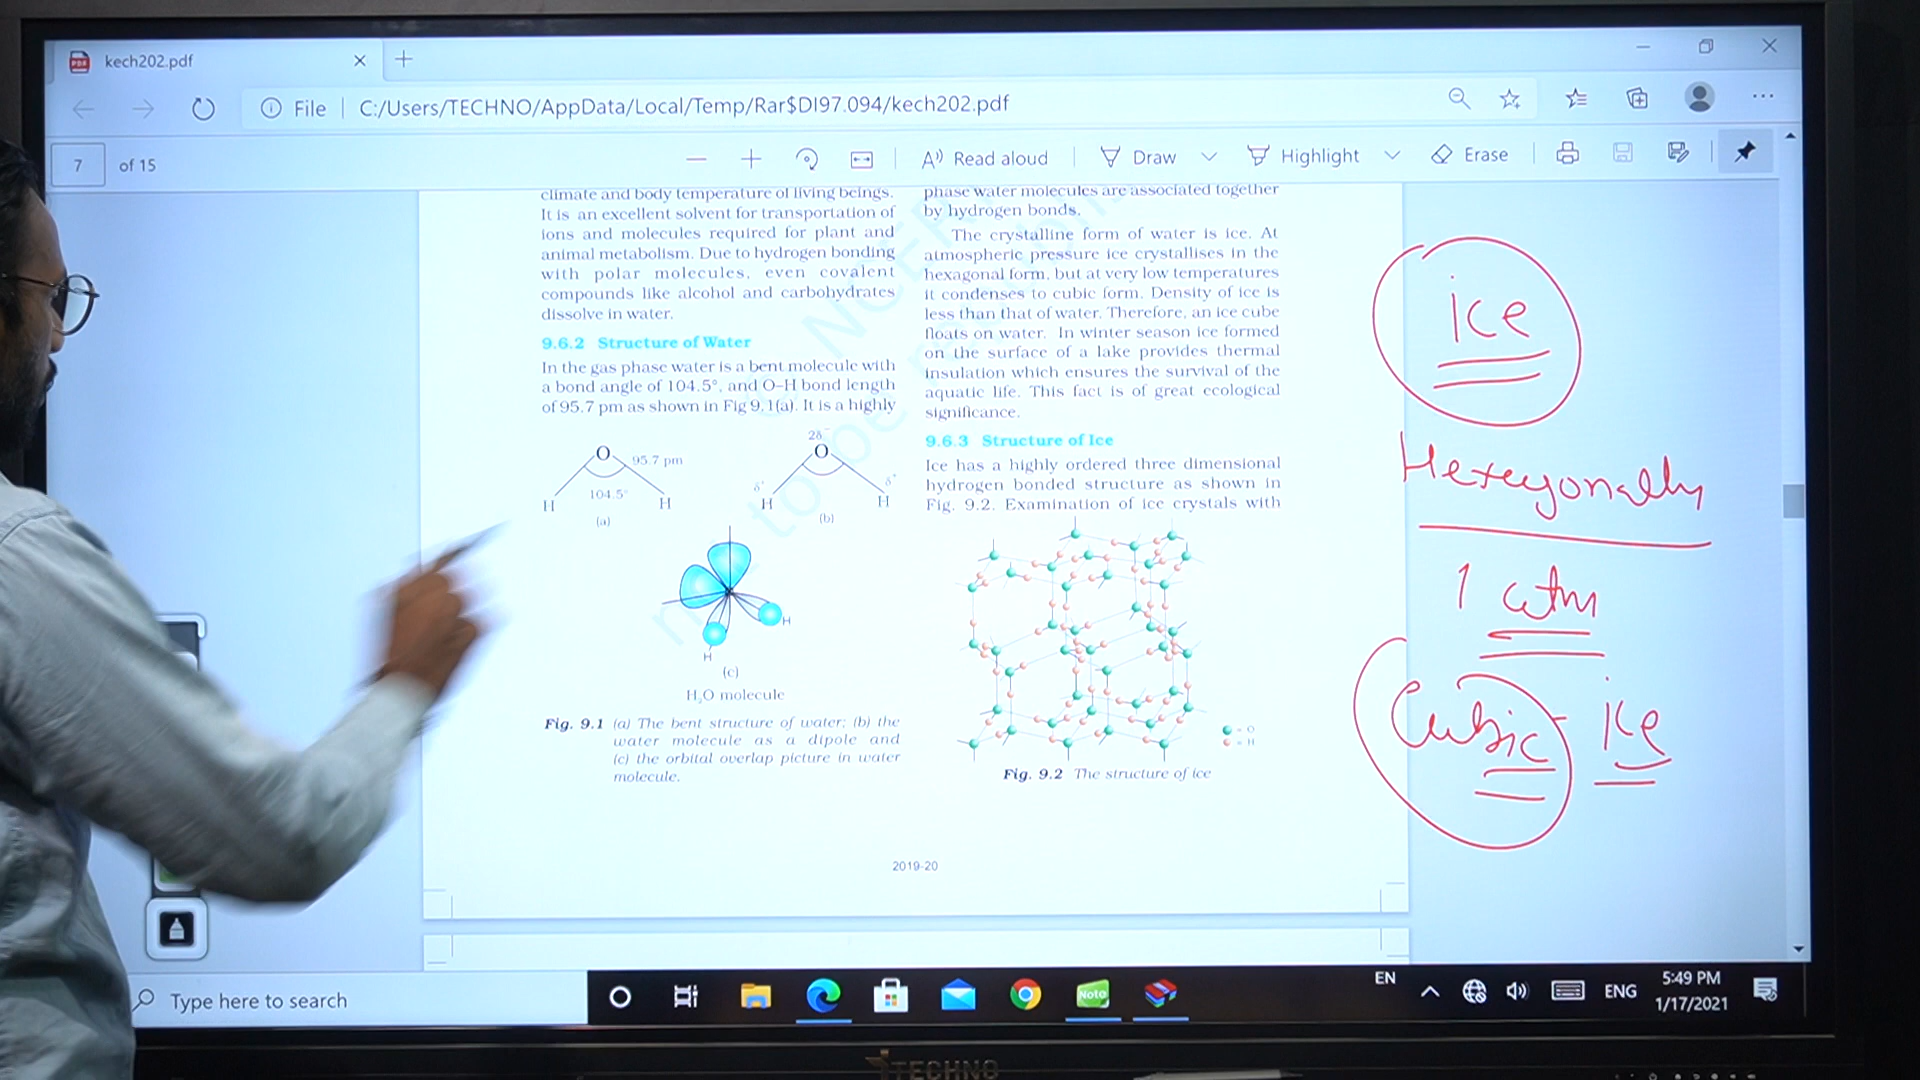 kech202.pdf
File
C:/Users/TECHNO/AppData/Local/Temp/Rar$DI97.094/kech202.pdf
7 of 15
Read aloud
Draw
Highlight
Erase
climate and body temperature of living beings.
It is an excellent solvent for transportation of
ions and molecules required for plant and
animal metabolism. Due to hydrogen bonding
with polar molecules, even covalent
compounds like alcohol and carbohydrates
dissolve in water.
9.6.2 Structure of Water
In the gas phase water is a bent molecule with
a bond angle of 104.5°, and O–H bond length
of 95.7 pm as shown in Fig 9.1(a). It is a highly
O
95.7 pm
104.5°
H
H
(a)
2δ⁻
O
δ⁺
δ⁺
H
H
(b)
H
H
(c)
H₂O molecule
Fig. 9.1 (a) The bent structure of water; (b) the
water molecule as a dipole and
(c) the orbital overlap picture in water
molecule.
phase water molecules are associated together
by hydrogen bonds.
The crystalline form of water is ice. At
atmospheric pressure ice crystallises in the
hexagonal form, but at very low temperatures
it condenses to cubic form. Density of ice is
less than that of water. Therefore, an ice cube
floats on water. In winter season ice formed
on the surface of a lake provides thermal
insulation which ensures the survival of the
aquatic life. This fact is of great ecological
significance.
9.6.3 Structure of Ice
Ice has a highly ordered three dimensional
hydrogen bonded structure as shown in
Fig. 9.2. Examination of ice crystals with
= O
= H
Fig. 9.2 The structure of ice
2019-20
ice
1 atm
Cubic - ice
Type here to search
Note
EN
ENG
5:49 PM
1/17/2021
TECHNO